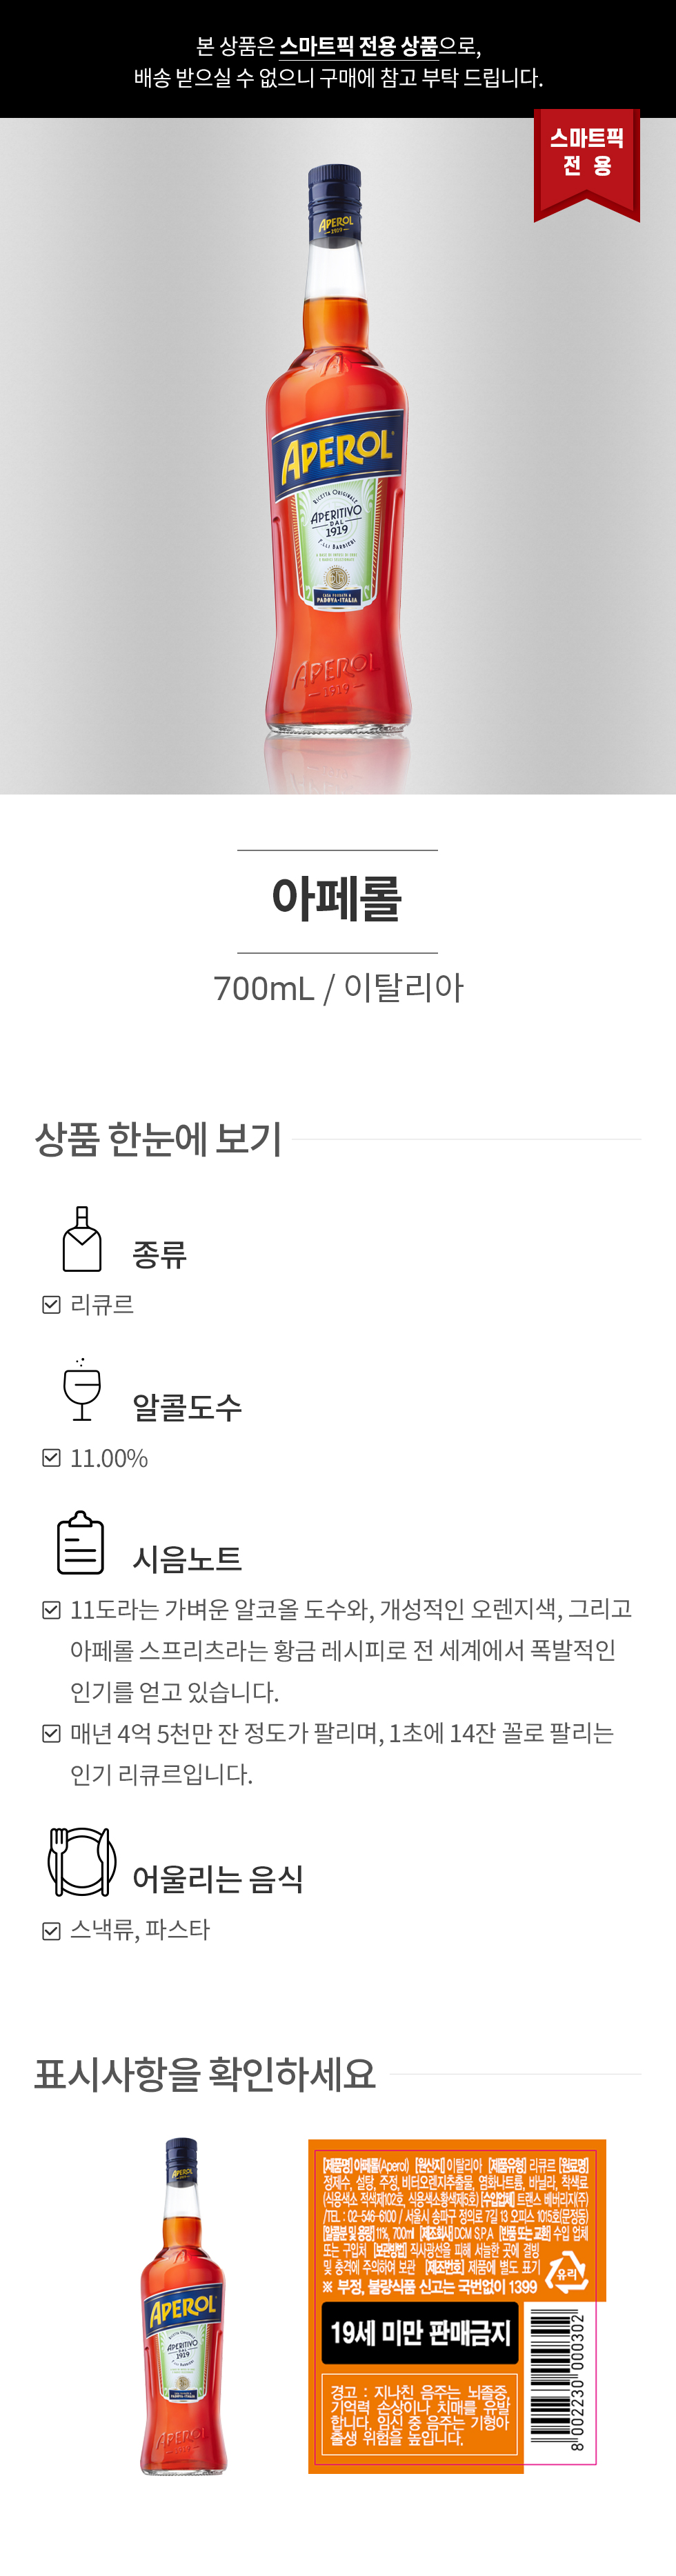 본 상품은 스마트픽 전용 상품으로,
배송 받으실 수 없으니 구매에 참고 부탁 드립니다.
스마트픽
전 용
APEROL
1919
APEROL
RICETTA ORIGINALE
APERITIVO
DAL
1919
F.LLI BARBIERI
PADOVA-ITALIA
APEROL
1919
아페롤
700mL / 이탈리아
상품 한눈에 보기
종류
리큐르
알콜도수
11.00%
시음노트
11도라는 가벼운 알코올 도수와, 개성적인 오렌지색, 그리고
아페롤 스프리츠라는 황금 레시피로 전 세계에서 폭발적인
인기를 얻고 있습니다.
매년 4억 5천만 잔 정도가 팔리며, 1초에 14잔 꼴로 팔리는
인기 리큐르입니다.
어울리는 음식
스낵류, 파스타
표시사항을 확인하세요
APEROL
APEROL
APERITIVO
DAL
1919
APEROL
[제품명] 아페롤(Aperol) [원산지] 이탈리아 [제품유형] 리큐르 [원료명]
정제수, 설탕, 주정, 비터오렌지추출물, 염화나트륨, 바닐라, 착색료
(식용색소 적색제102호, 식용색소황색제5호) [수입업체] 트랜스 베버리지(주)
/TEL : 02-546-6100 / 서울시 송파구 정의로 7길 13 오피스 1015호(문정동)
[알콜분 및 용량] 11%, 700ml [제조회사] DCM S.P.A [반품 또는 교환] 수입 업체
또는 구입처 [보관방법] 직사광선을 피해 서늘한 곳에 결빙
및 충격에 주의하여 보관 [제조번호] 제품에 별도 표기
유리
※ 부정, 불량식품 신고는 국번없이 1399
19세 미만 판매금지
경고 : 지나친 음주는 뇌졸중,
기억력 손상이나 치매를 유발
합니다. 임신 중 음주는 기형아
출생 위험을 높입니다.
8 002230 000302